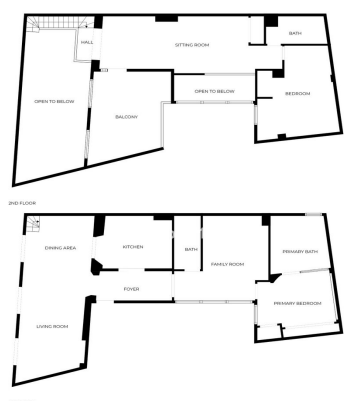 HALL
SITTING ROOM
BATH
OPEN TO BELOW
OPEN TO BELOW
BEDROOM
BALCONY
2ND FLOOR
DINING AREA
KITCHEN
BATH
FAMILY ROOM
PRIMARY BATH
FOYER
PRIMARY BEDROOM
LIVING ROOM